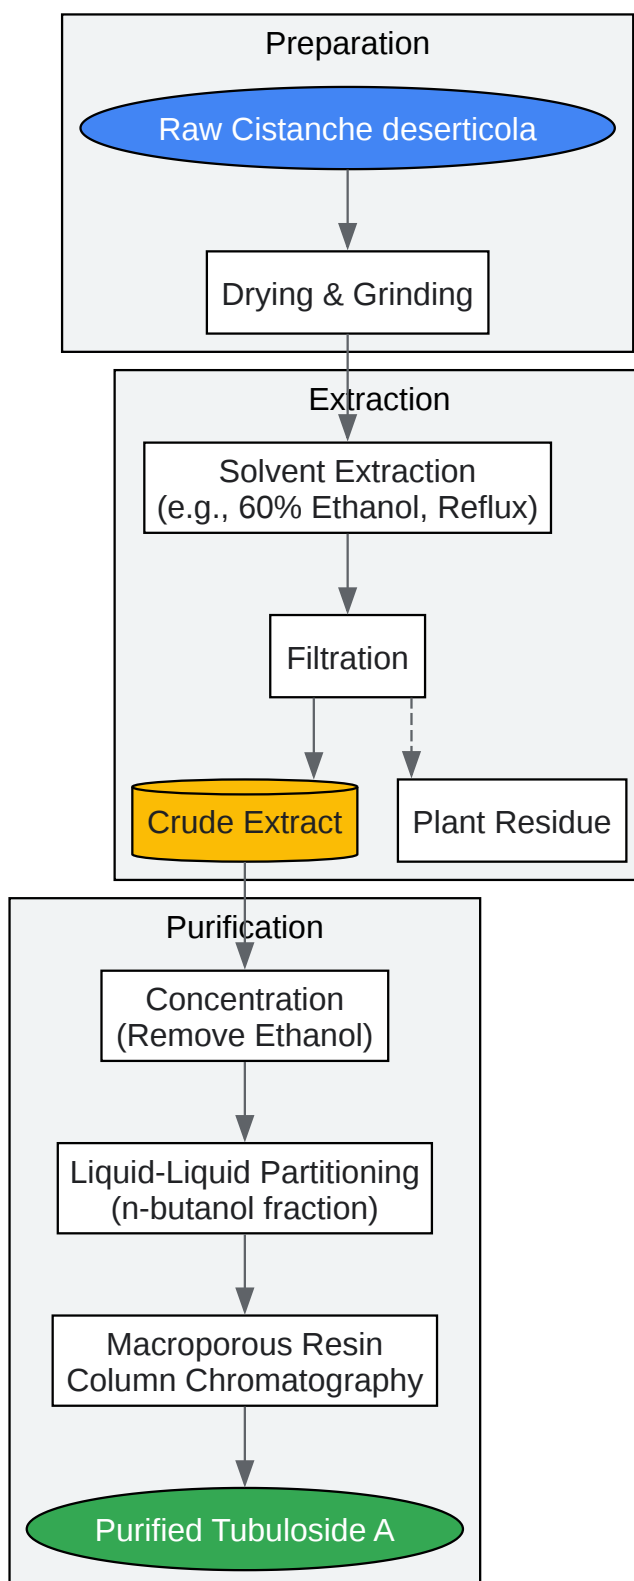 Preparation
Raw Cistanche deserticola
Drying & Grinding
Extraction
Solvent Extraction
(e.g., 60% Ethanol, Reflux)
Filtration
Crude Extract
Plant Residue
Purification
Concentration
(Remove Ethanol)
Liquid-Liquid Partitioning
(n-butanol fraction)
Macroporous Resin
Column Chromatography
Purified Tubuloside A